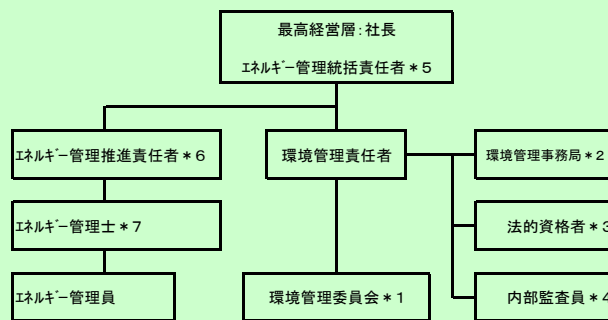 最高経営層：社長
エネルギー管理統括責任者＊5
エネルギー管理推進責任者＊6
環境管理責任者
環境管理事務局＊2
エネルギー管理士＊7
法的資格者＊3
エネルギー管理員
環境管理委員会＊1
内部監査員＊4